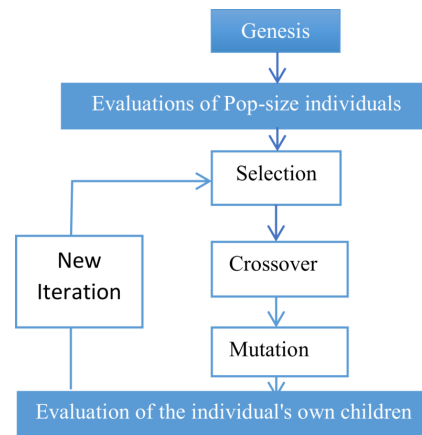 Genesis
Evaluations of Pop-size individuals
Selection
Crossover
New
Iteration
Mutation
Evaluation of the individual's own children